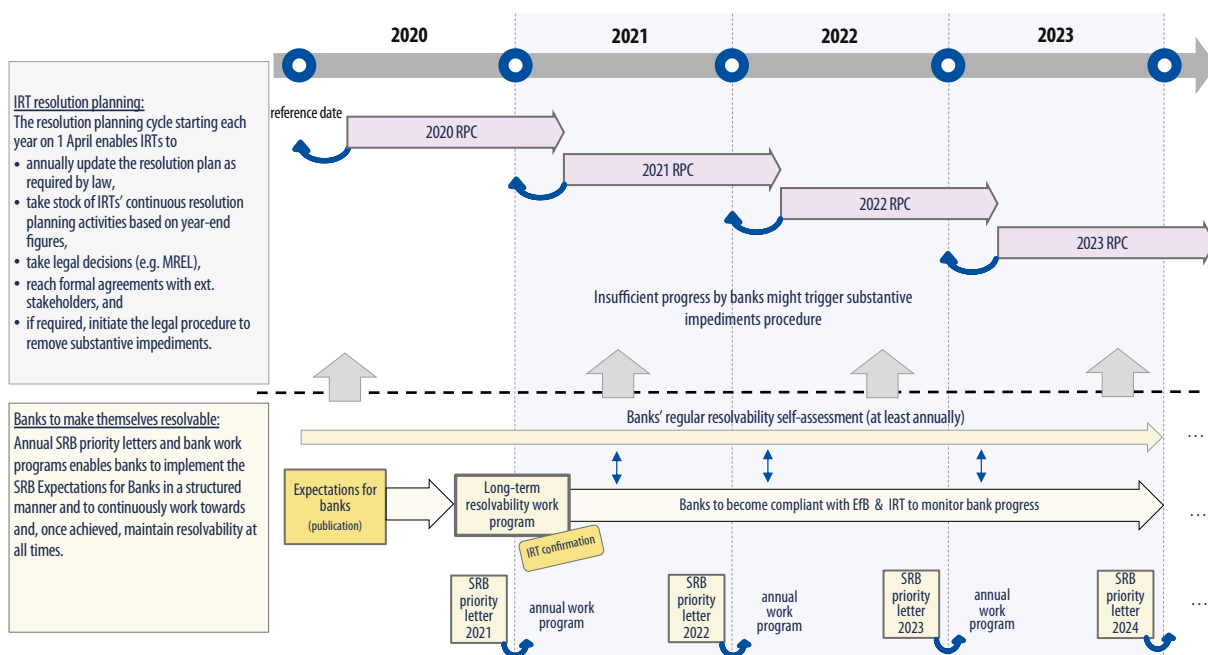 2020
2021
2022
2023
IRT resolution planning:
The resolution planning cycle starting each
year on 1 April enables IRTs to
• annually update the resolution plan as
required by law,
• take stock of IRTs’ continuous resolution
planning activities based on year-end
figures,
• take legal decisions (e.g. MREL),
• reach formal agreements with ext.
stakeholders, and
• if required, initiate the legal procedure to
remove substantive impediments.
reference date
2020 RPC
2021 RPC
2022 RPC
2023 RPC
Insufficient progress by banks might trigger substantive
impediments procedure
Banks to make themselves resolvable:
Annual SRB priority letters and bank work
programs enables banks to implement the
SRB Expectations for Banks in a structured
manner and to continuously work towards
and, once achieved, maintain resolvability at
all times.
Banks’ regular resolvability self-assessment (at least annually)
...
Expectations for
banks
(publication)
Long-term
resolvability work
program
IRT confirmation
Banks to become compliant with EfB & IRT to monitor bank progress
...
SRB
priority
letter
2021
annual work
program
SRB
priority
letter
2022
annual
work
program
SRB
priority
letter
2023
annual
work
program
SRB
priority
letter
2024
...